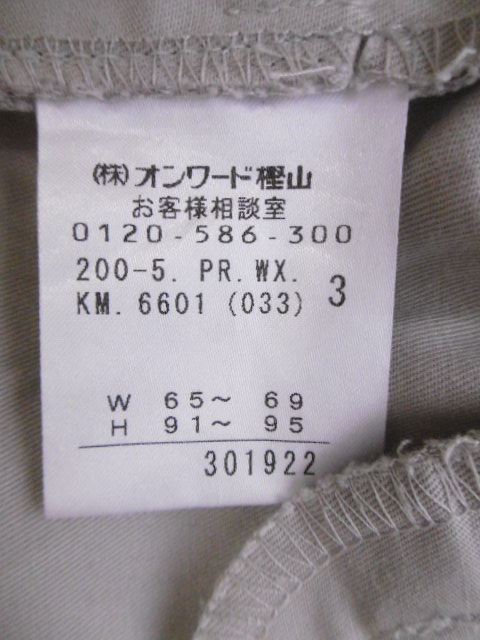 (株)オンワード樫山
お客様相談室
0120-586-300
200-5. PR. WX.
KM. 6601 (033) 3
W 65〜 69
H 91〜 95
301922